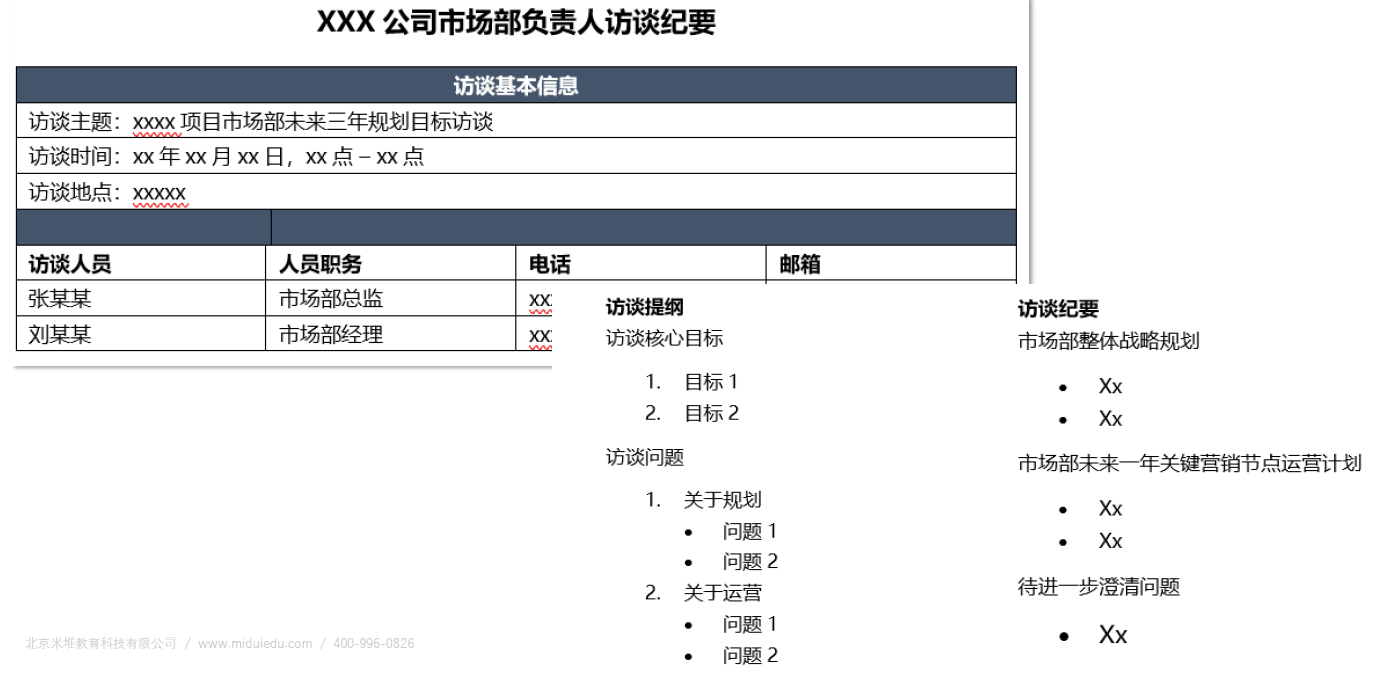 XXX 公司市场部负责人访谈纪要
访谈基本信息
访谈主题：xxxx 项目市场部未来三年规划目标访谈
访谈时间：xx 年 xx 月 xx 日，xx 点 – xx 点
访谈地点：xxxxx
访谈人员 人员职务 电话 邮箱
张某某 市场部总监 xx
刘某某 市场部经理 xx
访谈提纲
访谈核心目标
1. 目标 1
2. 目标 2
访谈问题
1. 关于规划
• 问题 1
• 问题 2
2. 关于运营
• 问题 1
• 问题 2
访谈纪要
市场部整体战略规划
• Xx
• Xx
市场部未来一年关键营销节点运营计划
• Xx
• Xx
待进一步澄清问题
• Xx
北京米堆教育科技有限公司 / www.miduiedu.com / 400-996-0826